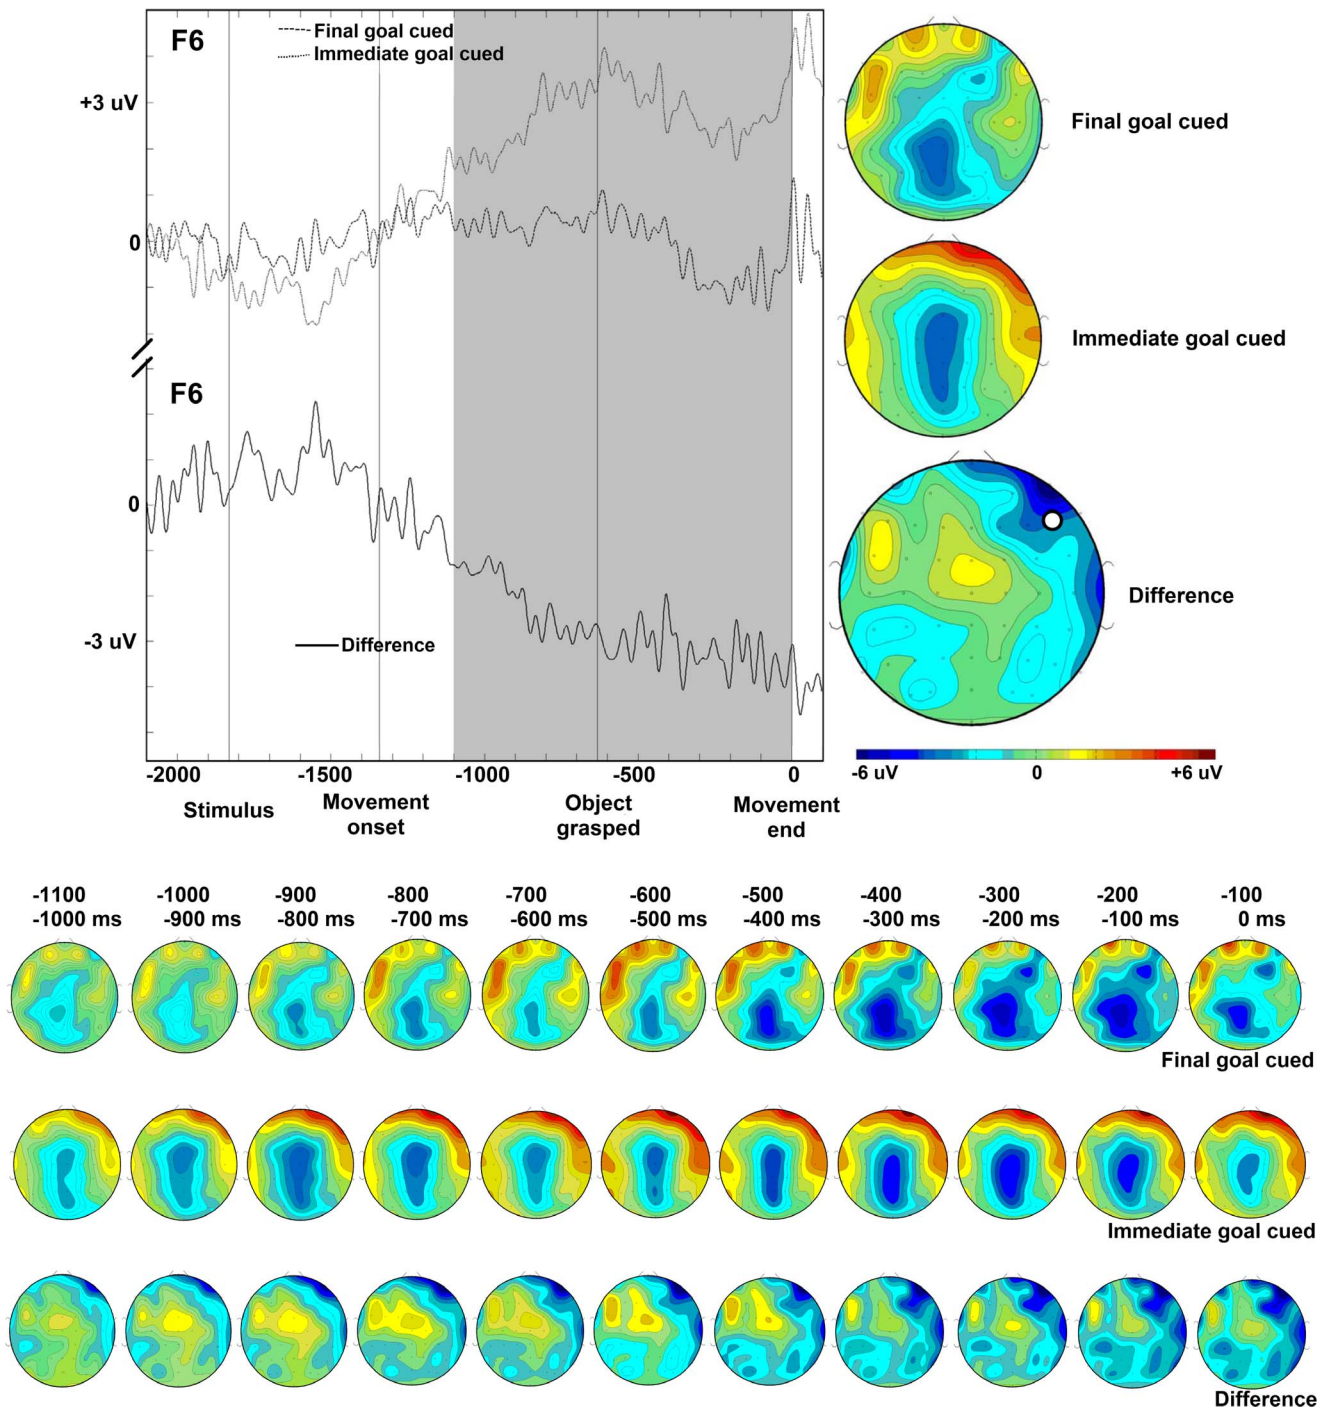 F6
Final goal cued
Immediate goal cued
+3 uV
0
F6
0
-3 uV
Difference
-2000 -1500 -1000 -500 0
Stimulus
Movement
onset
Object
grasped
Movement
end
Final goal cued
Immediate goal cued
Difference
-6 uV 0 +6 uV
-1100 -1000 -900 -800 -700 -600 -500 -400 -300 -200 -100
-1000 ms -900 ms -800 ms -700 ms -600 ms -500 ms -400 ms -300 ms -200 ms -100 ms 0 ms
Final goal cued
Immediate goal cued
Difference